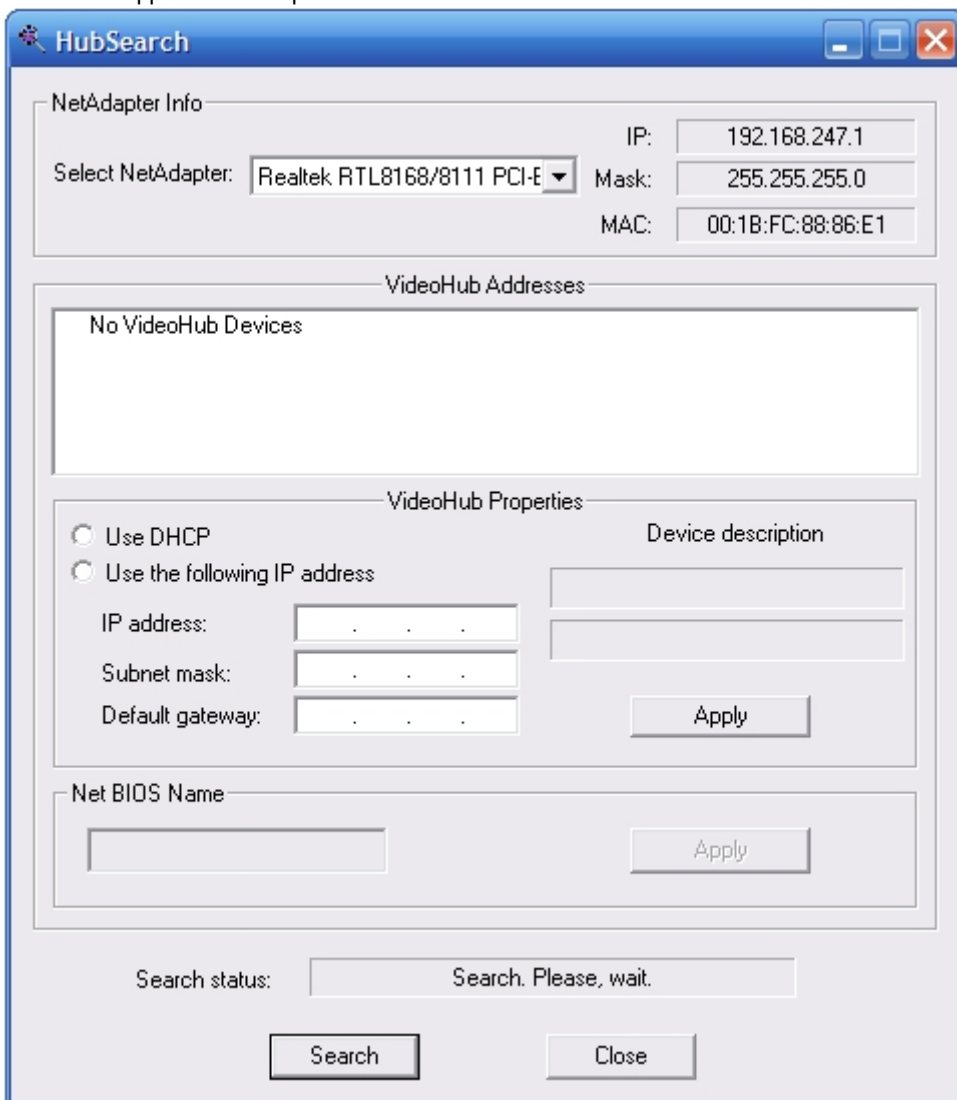 HubSearch
NetAdapter Info
IP: 192.168.247.1
Select NetAdapter: Realtek RTL8168/8111 PCI-E
Mask: 255.255.255.0
MAC: 00:1B:FC:88:86:E1
VideoHub Addresses
No VideoHub Devices
VideoHub Properties
Use DHCP
Device description
Use the following IP address
IP address: . . .
Subnet mask: . . .
Default gateway: . . .
Apply
Net BIOS Name
Apply
Search status: Search. Please, wait.
Search Close